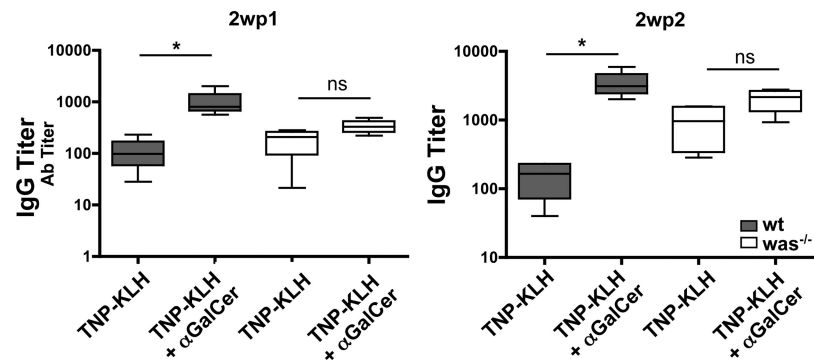 2wp1
IgG Titer
Ab Titer
10000
1000
100
10
1
*
ns
TNP-KLH
TNP-KLH
+ αGalCer
TNP-KLH
TNP-KLH
+ αGalCer
2wp2
IgG Titer
10000
1000
100
10
*
ns
wt
was-/-
TNP-KLH
TNP-KLH
+ αGalCer
TNP-KLH
TNP-KLH
+ αGalCer